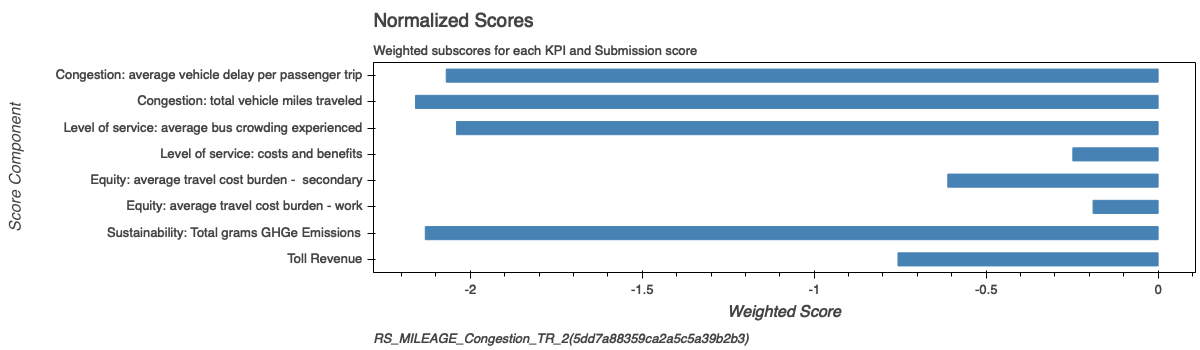 Normalized Scores
Weighted subscores for each KPI and Submission score
Score Component
Congestion: average vehicle delay per passenger trip
Congestion: total vehicle miles traveled
Level of service: average bus crowding experienced
Level of service: costs and benefits
Equity: average travel cost burden -  secondary
Equity: average travel cost burden - work
Sustainability: Total grams GHGe Emissions
Toll Revenue
-2 -1.5 -1 -0.5 0
Weighted Score
RS_MILEAGE_Congestion_TR_2(5dd7a88359ca2a5c5a39b2b3)